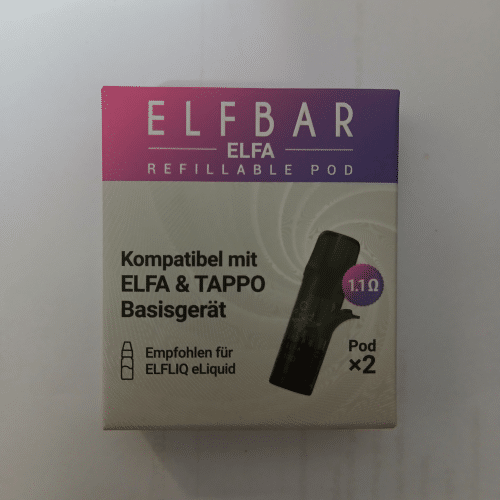 ELFBAR
ELFA
REFILLABLE POD
Kompatibel mit
ELFA & TAPPO
Basisgerät
1.1Ω
Empfohlen für
ELFLIQ eLiquid
Pod
×2